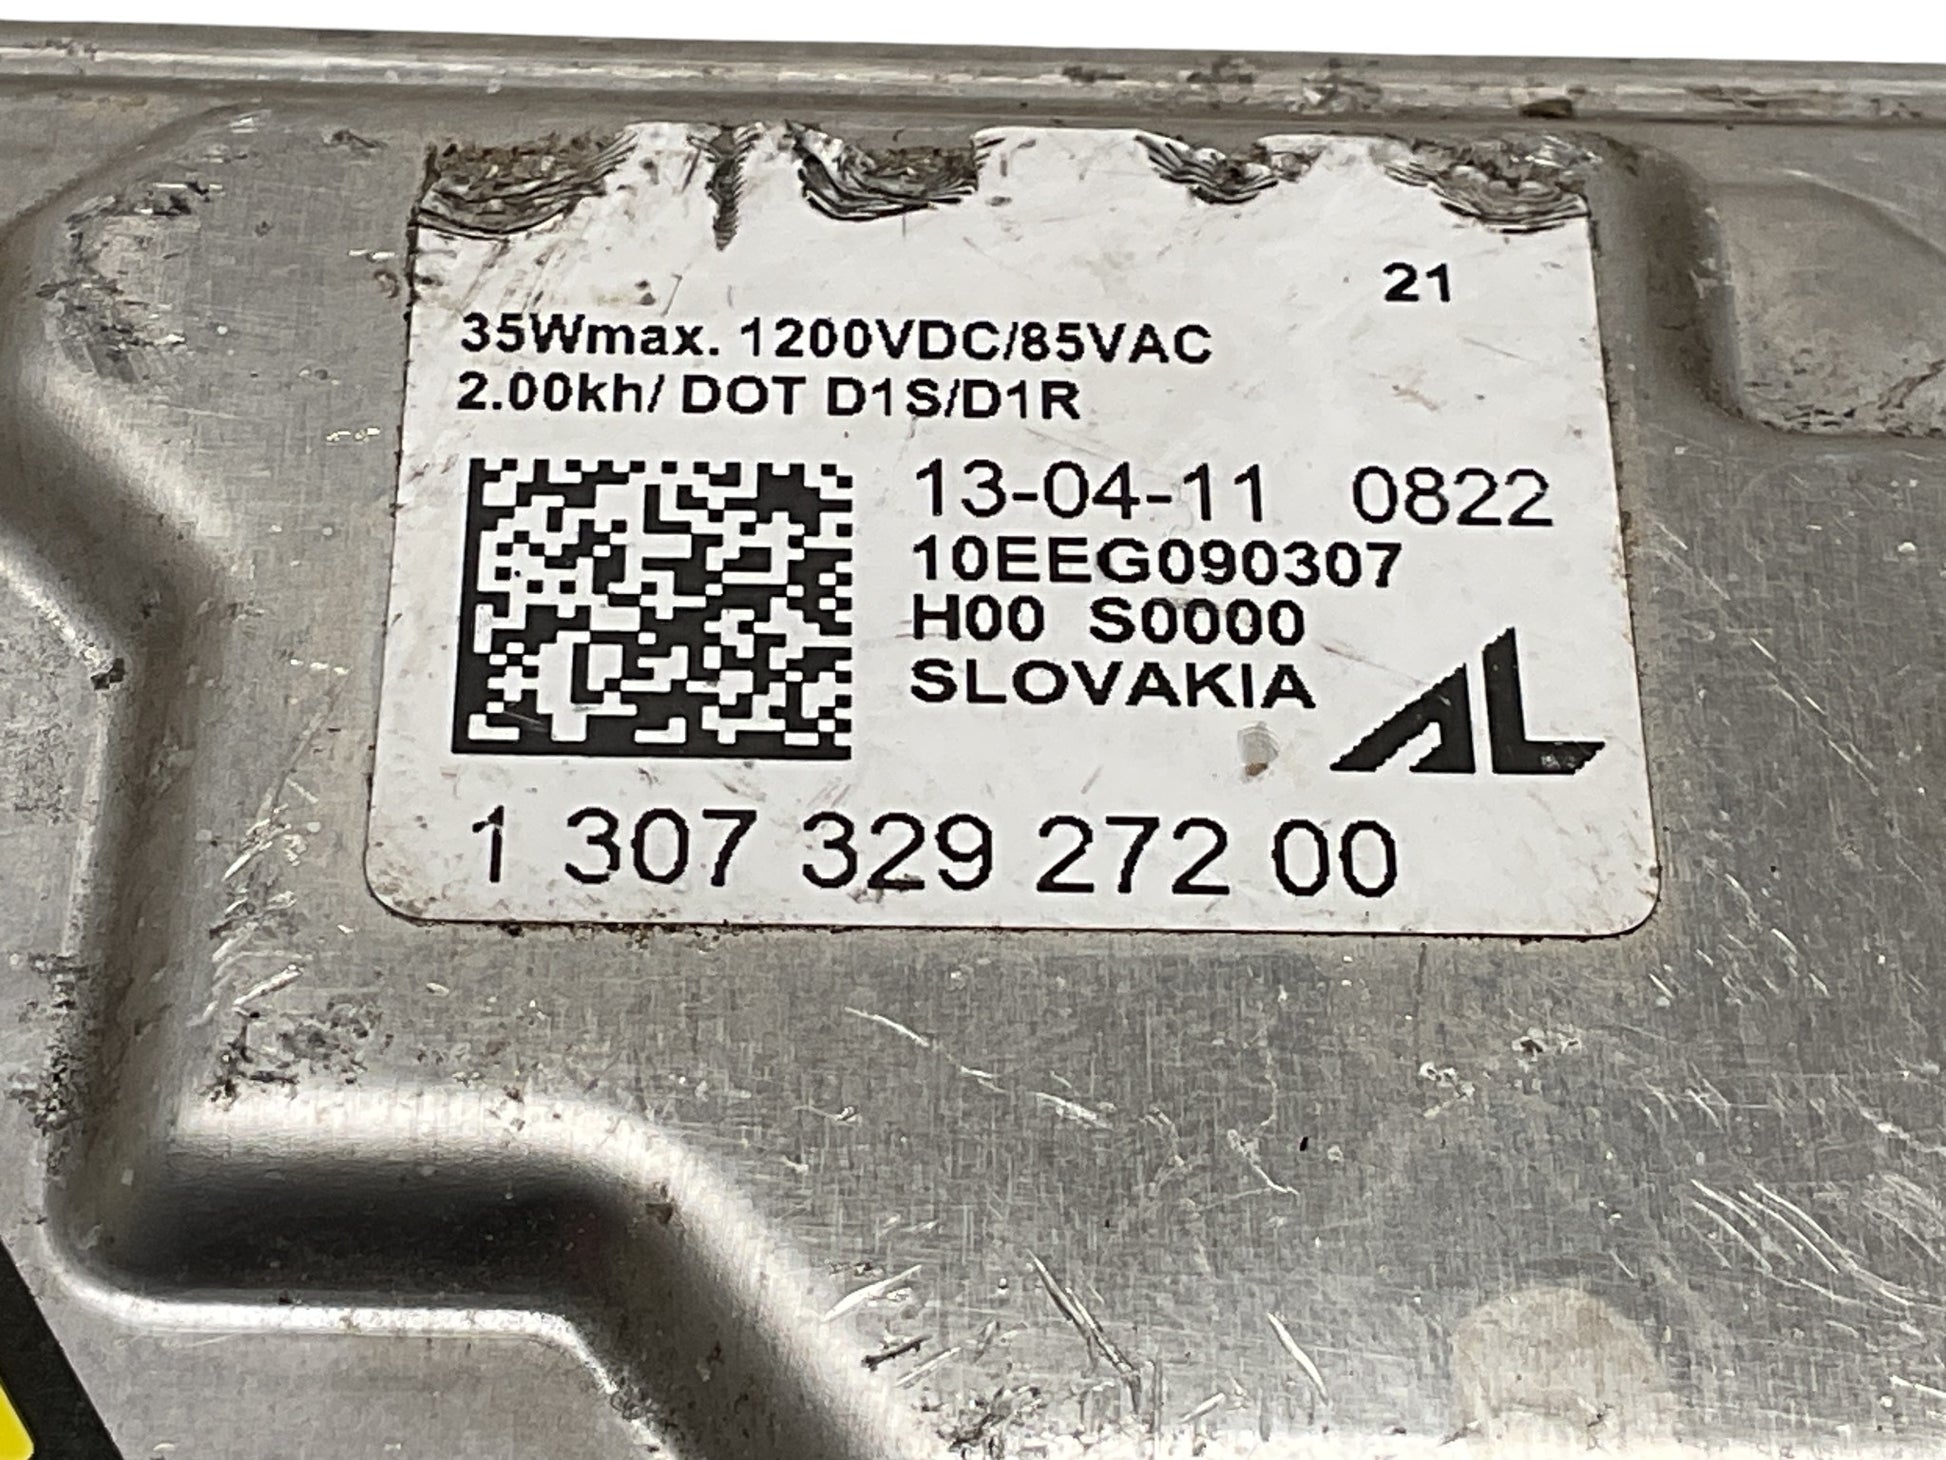 21
35Wmax. 1200VDC/85VAC
2.00kh/ DOT D1S/D1R
13-04-11 0822
10EEG090307
H00 S0000
SLOVAKIA
AL
1 307 329 272 00